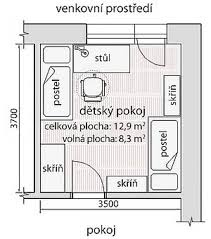 venkovní prostředí
stůl
postel
dětský pokoj
celková plocha: 12,9 m²
volná plocha: 8,3 m²
skříň
3700
postel
skříň
skříň
3500
pokoj